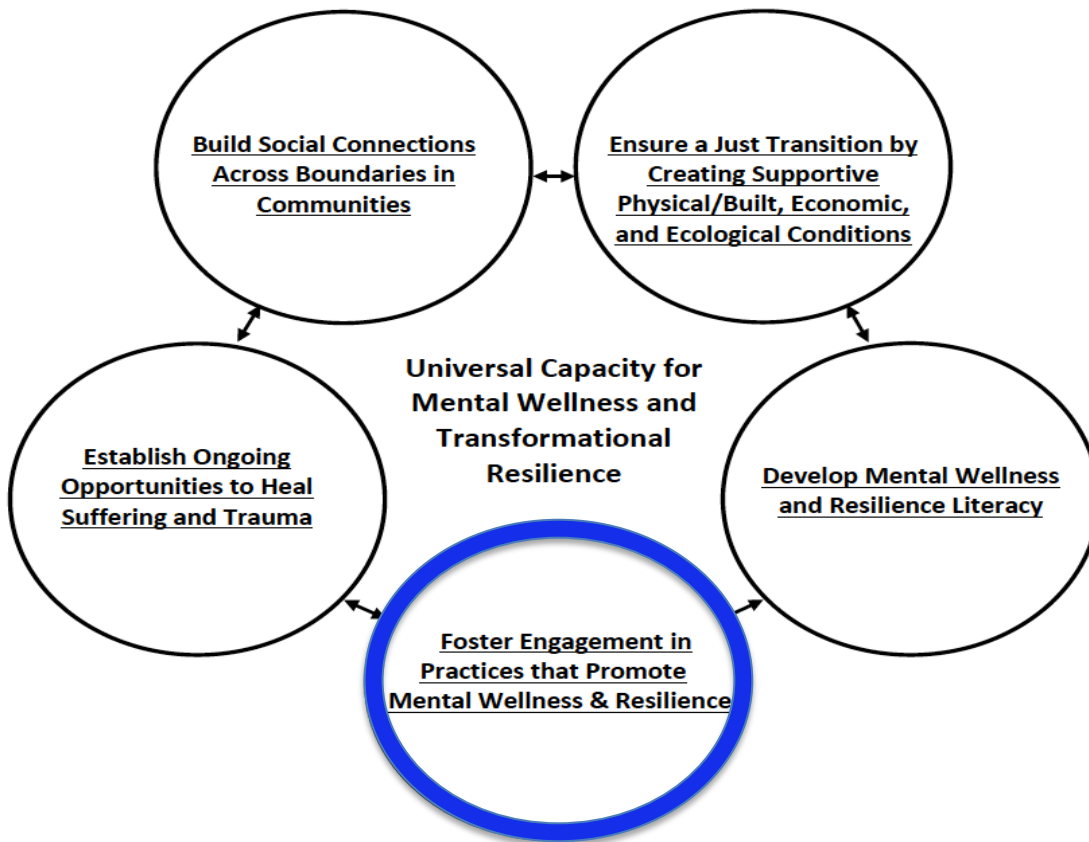 Build Social Connections
Across Boundaries in
Communities
Ensure a Just Transition by
Creating Supportive
Physical/Built, Economic,
and Ecological Conditions
Universal Capacity for
Mental Wellness and
Transformational
Resilience
Establish Ongoing
Opportunities to Heal
Suffering and Trauma
Develop Mental Wellness
and Resilience Literacy
Foster Engagement in
Practices that Promote
Mental Wellness & Resilience